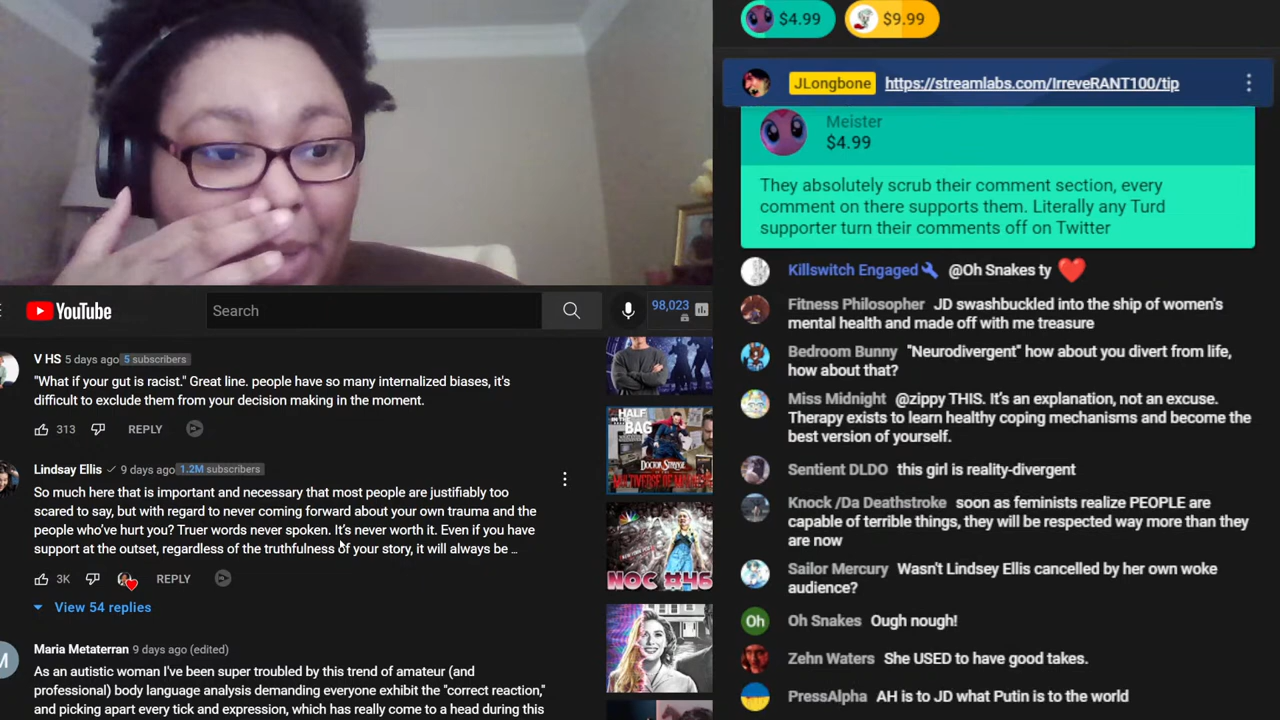 $4.99
$9.99
JLongbone https://streamlabs.com/IrreveRANT100/tip
Meister
$4.99
They absolutely scrub their comment section, every
comment on there supports them. Literally any Turd
supporter turn their comments off on Twitter
Killswitch Engaged @Oh Snakes ty
Fitness Philosopher JD swashbuckled into the ship of women's
mental health and made off with me treasure
Bedroom Bunny "Neurodivergent" how about you divert from life,
how about that?
Miss Midnight @zippy THIS. It's an explanation, not an excuse.
Therapy exists to learn healthy coping mechanisms and become the
best version of yourself.
Sentient DLDO this girl is reality-divergent
Knock /Da Deathstroke soon as feminists realize PEOPLE are
capable of terrible things, they will be respected way more than they
are now
Sailor Mercury Wasn't Lindsey Ellis cancelled by her own woke
audience?
Oh
Oh Snakes Ough nough!
Zehn Waters She USED to have good takes.
PressAlpha AH is to JD what Putin is to the world
YouTube
Search
98,023
V HS 5 days ago 5 subscribers
"What if your gut is racist." Great line. people have so many internalized biases, it's
difficult to exclude them from your decision making in the moment.
313 REPLY
Lindsay Ellis 9 days ago 1.2M subscribers
So much here that is important and necessary that most people are justifiably too
scared to say, but with regard to never coming forward about your own trauma and the
people who've hurt you? Truer words never spoken. It's never worth it. Even if you have
support at the outset, regardless of the truthfulness of your story, it will always be ...
3K REPLY
View 54 replies
M
Maria Metaterran 9 days ago (edited)
As an autistic woman I've been super troubled by this trend of amateur (and
professional) body language analysis demanding everyone exhibit the "correct reaction,"
and picking apart every tick and expression, which has really come to a head during this
HALF
BAG
DOCTOR STRANGE
MULTIVERSE OF MADNESS
NOC #46